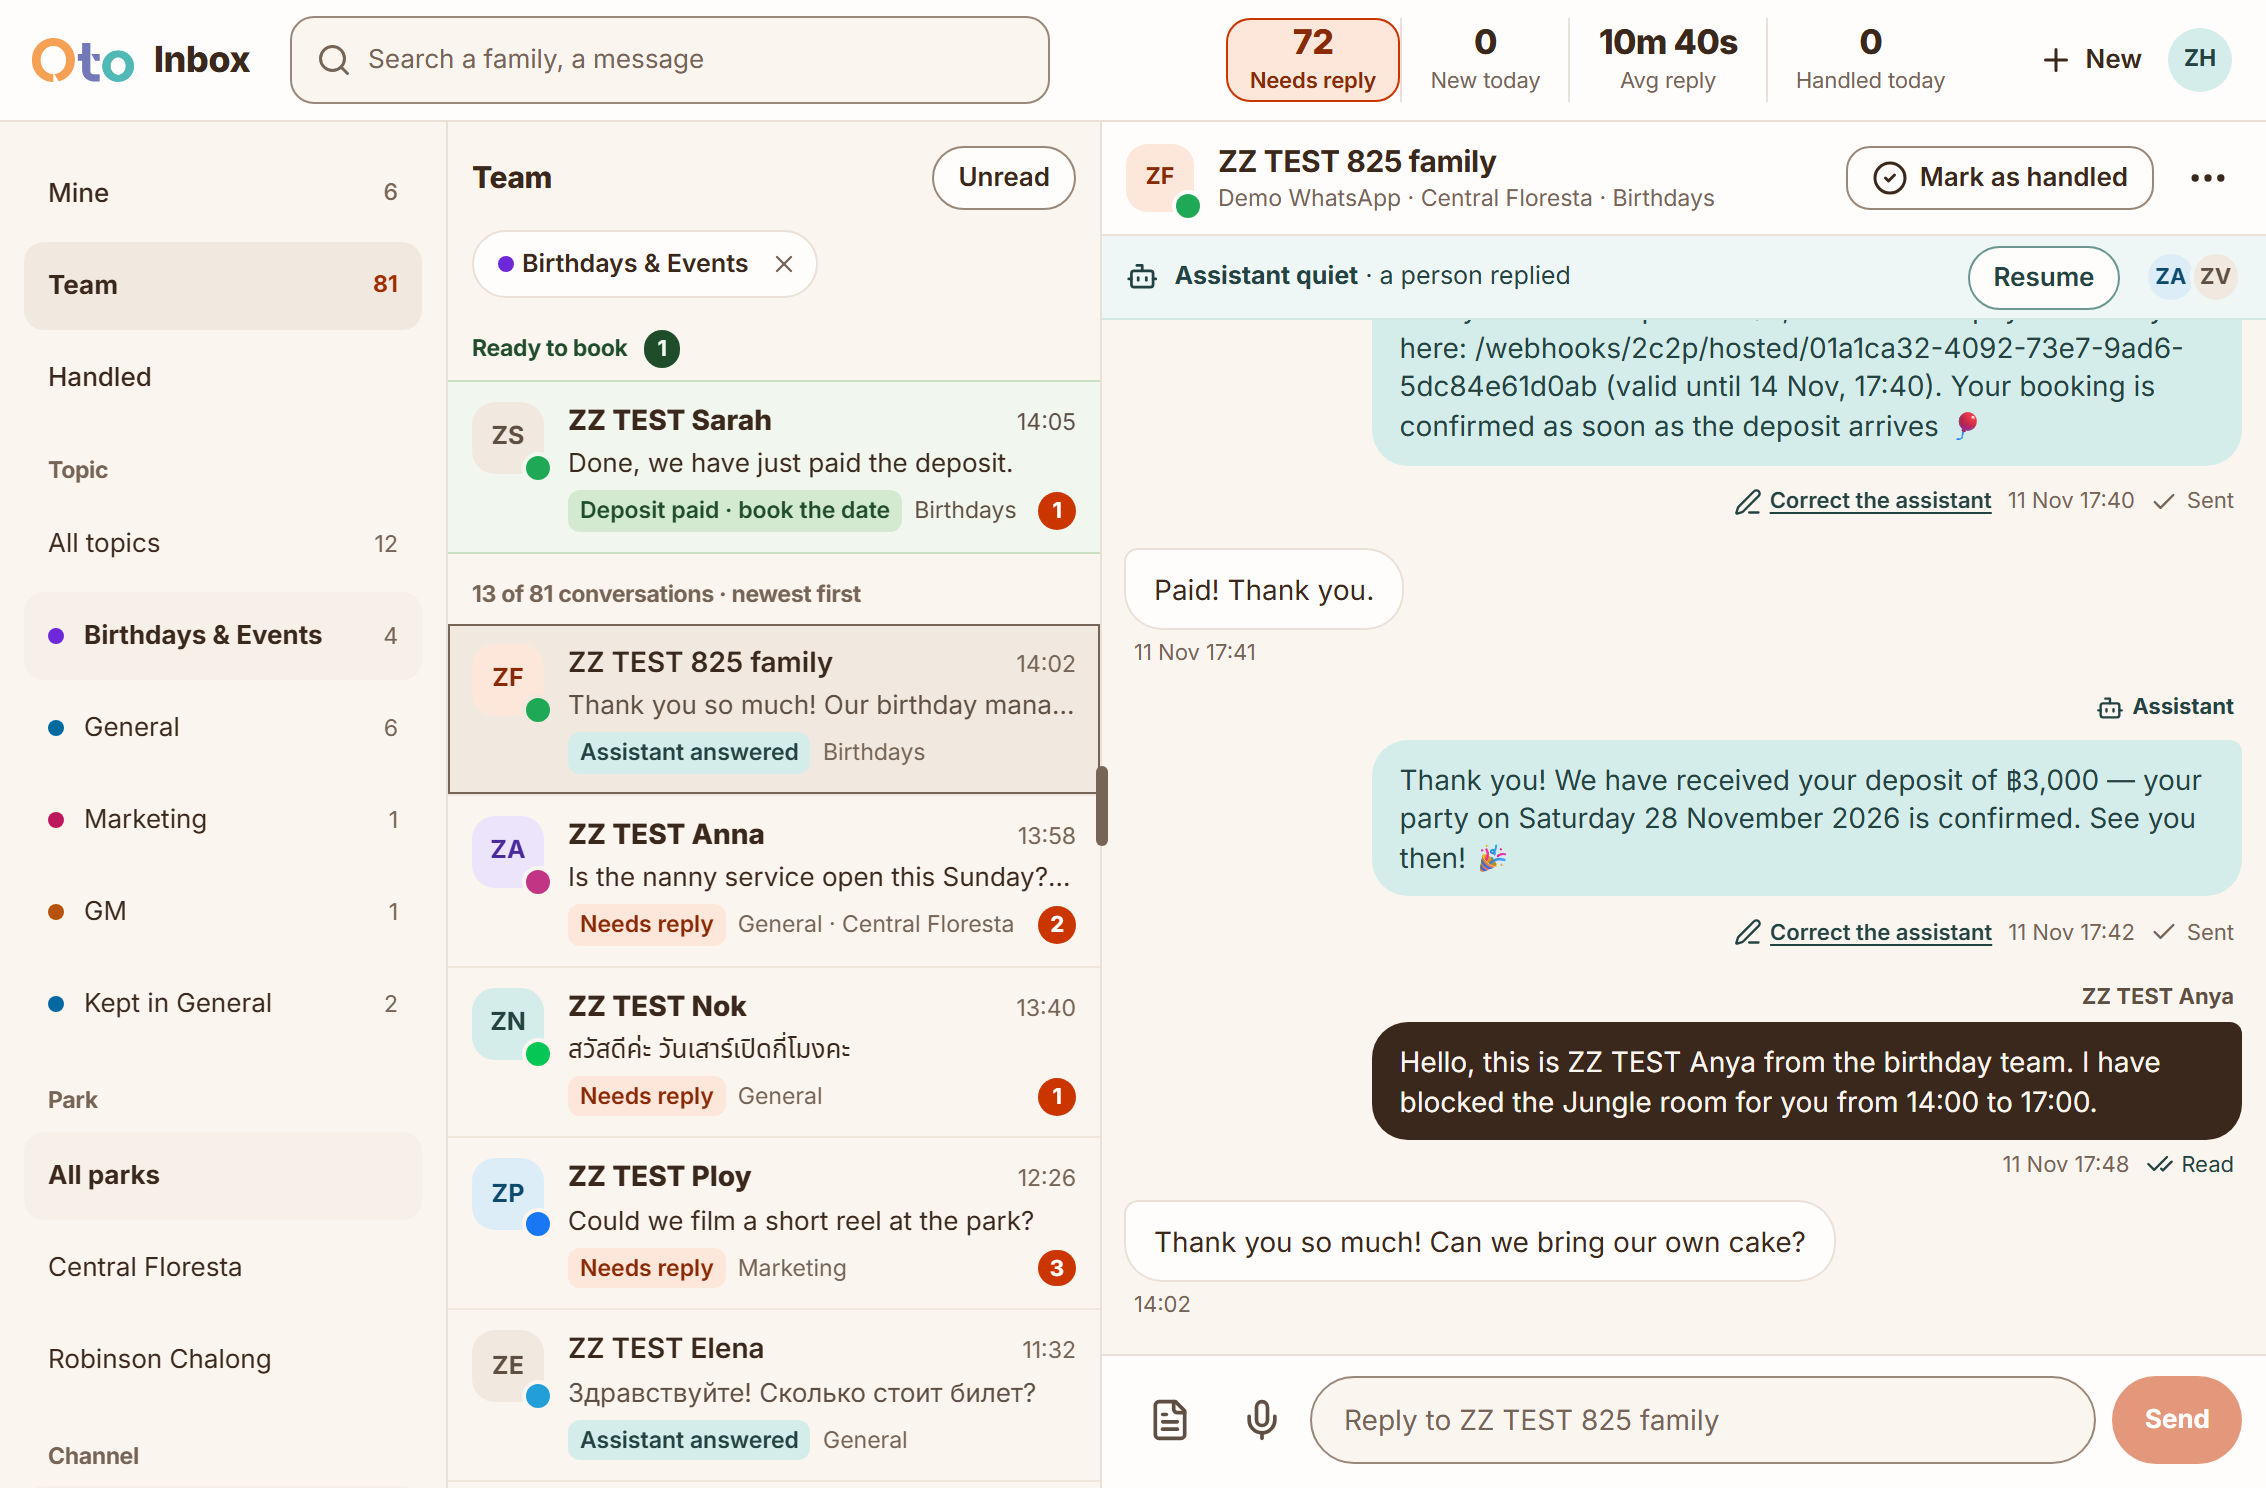 Oto Inbox
Search a family, a message
72
Needs reply
0
New today
10m 40s
Avg reply
0
Handled today
New
ZH
Mine 6
Team 81
Handled
Topic
All topics 12
Birthdays & Events 4
General 6
Marketing 1
GM 1
Kept in General 2
Park
All parks
Central Floresta
Robinson Chalong
Channel
Team
Unread
Birthdays & Events
Ready to book 1
ZS
ZZ TEST Sarah 14:05
Done, we have just paid the deposit.
Deposit paid · book the date Birthdays 1
13 of 81 conversations · newest first
ZF
ZZ TEST 825 family 14:02
Thank you so much! Our birthday mana...
Assistant answered Birthdays
ZA
ZZ TEST Anna 13:58
Is the nanny service open this Sunday?...
Needs reply General · Central Floresta 2
ZN
ZZ TEST Nok 13:40
สวัสดีค่ะ วันเสาร์เปิดกี่โมงคะ
Needs reply General 1
ZP
ZZ TEST Ploy 12:26
Could we film a short reel at the park?
Needs reply Marketing 3
ZE
ZZ TEST Elena 11:32
Здравствуйте! Сколько стоит билет?
Assistant answered General
ZF
ZZ TEST 825 family
Demo WhatsApp · Central Floresta · Birthdays
Mark as handled
Assistant quiet · a person replied
Resume
ZA ZV
here: /webhooks/2c2p/hosted/01a1ca32-4092-73e7-9ad6-
5dc84e61d0ab (valid until 14 Nov, 17:40). Your booking is
confirmed as soon as the deposit arrives 🎈
Correct the assistant 11 Nov 17:40 Sent
Paid! Thank you.
11 Nov 17:41
Assistant
Thank you! We have received your deposit of ฿3,000 — your
party on Saturday 28 November 2026 is confirmed. See you
then! 🎉
Correct the assistant 11 Nov 17:42 Sent
ZZ TEST Anya
Hello, this is ZZ TEST Anya from the birthday team. I have
blocked the Jungle room for you from 14:00 to 17:00.
11 Nov 17:48 Read
Thank you so much! Can we bring our own cake?
14:02
Reply to ZZ TEST 825 family
Send